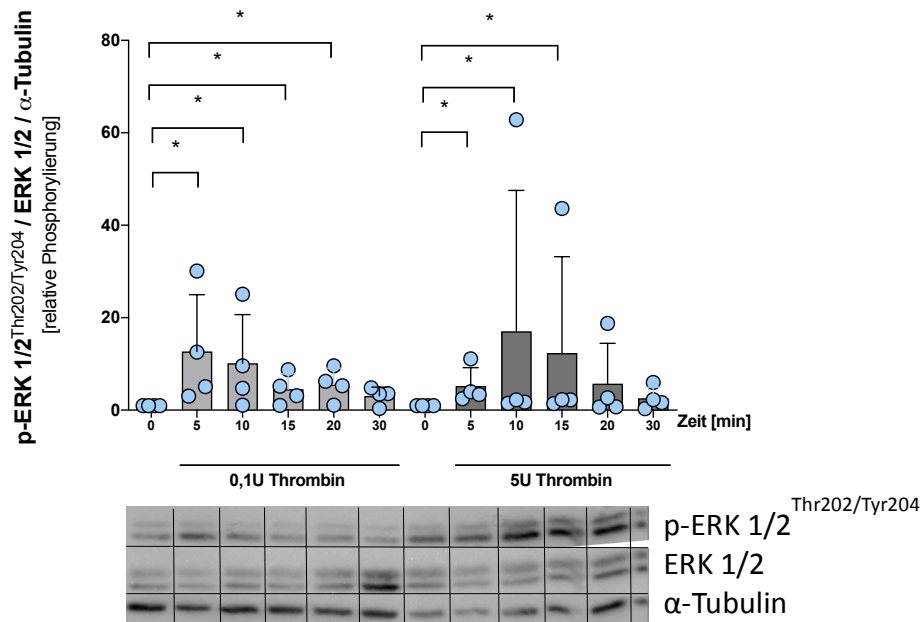 p-ERK 1/2Thr202/Tyr204 / ERK 1/2 / α-Tubulin
[relative Phosphorylierung]
80
60
40
20
0
* * * * * * *
0 5 10 15 20 30 0 5 10 15 20 30 Zeit [min]
0,1U Thrombin 5U Thrombin
p-ERK 1/2Thr202/Tyr204
ERK 1/2
α-Tubulin